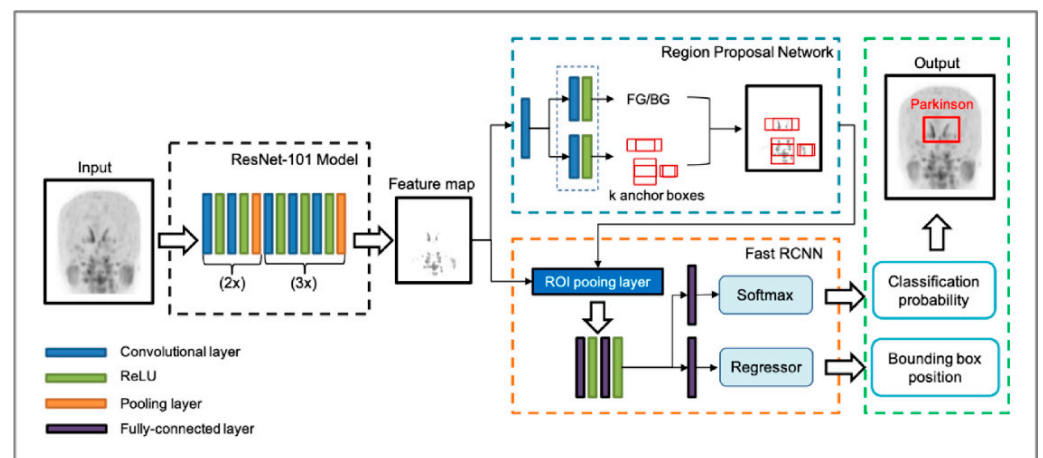 Input
ResNet-101 Model
(2x)
(3x)
Feature map
Region Proposal Network
FG/BG
k anchor boxes
Fast RCNN
ROI pooing layer
Softmax
Regressor
Output
Parkinson
Classification
probability
Bounding box
position
Convolutional layer
ReLU
Pooling layer
Fully-connected layer